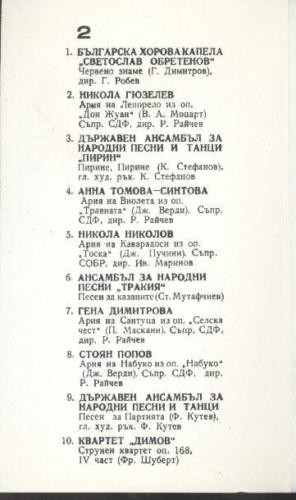 2
1. БЪЛГАРСКА ХОРОВА КАПЕЛА
„СВЕТОСЛАВ ОБРЕТЕНОВ"
Червено знаме (Г. Димитров),
дир. Г. Робев
2. НИКОЛА ГЮЗЕЛЕВ
Ария на Лепорело из оп.
„Дон Жуан" (В. А. Моцарт)
Съпр. СДФ, дир. Р. Райчев
3. ДЪРЖАВЕН АНСАМБЪЛ ЗА
НАРОДНИ ПЕСНИ И ТАНЦИ
„ПИРИН"
Пирине, Пирине (К. Стефанов),
гл. худ. рък. К. Стефанов
4. АННА ТОМОВА-СИНТОВА
Ария на Виолета из оп.
„Травиата" (Дж. Верди). Съпр.
СДФ, дир. Р. Райчев
5. НИКОЛА НИКОЛОВ
Ария на Каварадоси из оп.
„Тоска" (Дж. Пучини). Съпр.
СОБР, дир. Ив. Маринов
6. АНСАМБЪЛ ЗА НАРОДНИ
ПЕСНИ „ТРАКИЯ"
Песен за казаците (Ст. Мутафчиев)
7. ГЕНА ДИМИТРОВА
Ария на Сантуца из оп. „Селска
чест" (П. Маскани). Съпр, СДФ,
дир. Р. Райчев
8. СТОЯН ПОПОВ
Ария на Набуко из оп. „Набуко"
(Дж. Верди). Съпр. СДФ, дир.
Р. Райчев
9. ДЪРЖАВЕН АНСАМБЪЛ ЗА
НАРОДНИ ПЕСНИ И ТАНЦИ
Песен за Партията (Ф. Кутев),
гл. худ. рък. Ф. Кутев
10. КВАРТЕТ „ДИМОВ"
Струнен квартет оп. 168,
IV част (Фр. Шуберт)